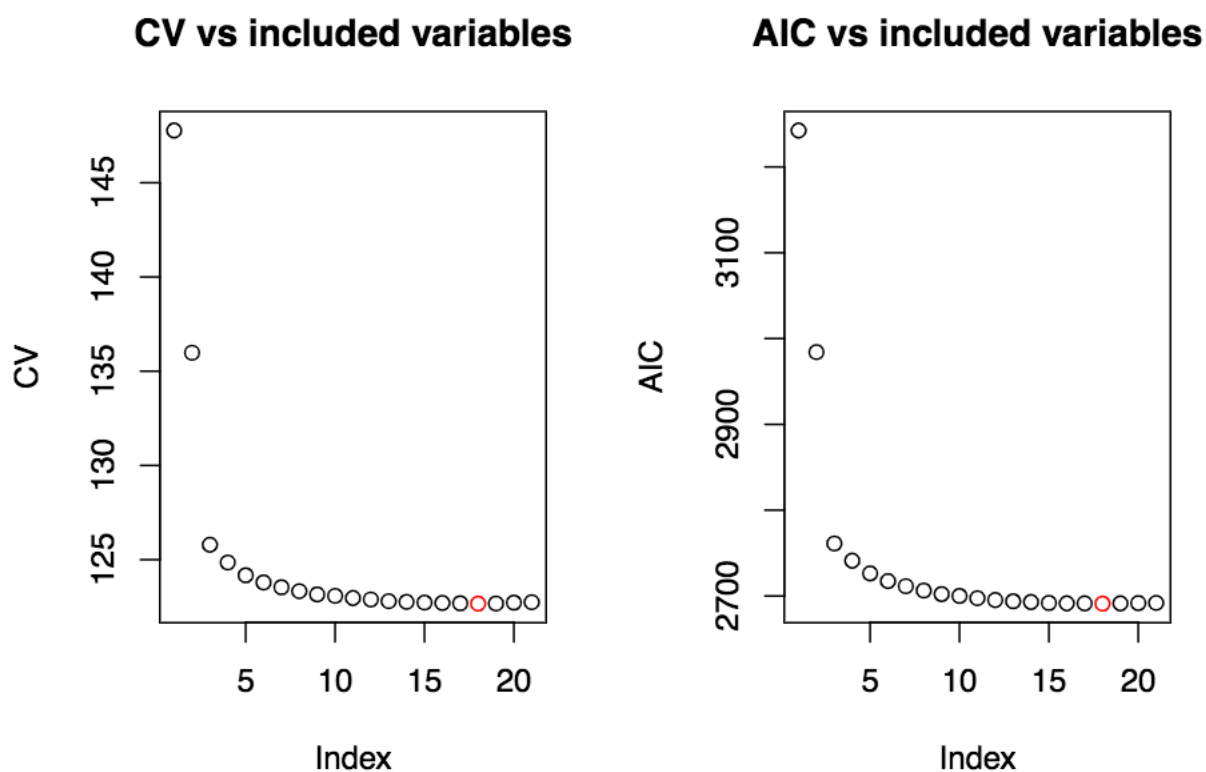 CV vs included variables
CV
145
140
135
130
125
5 10 15 20
Index
AIC vs included variables
AIC
3100
2900
2700
5 10 15 20
Index